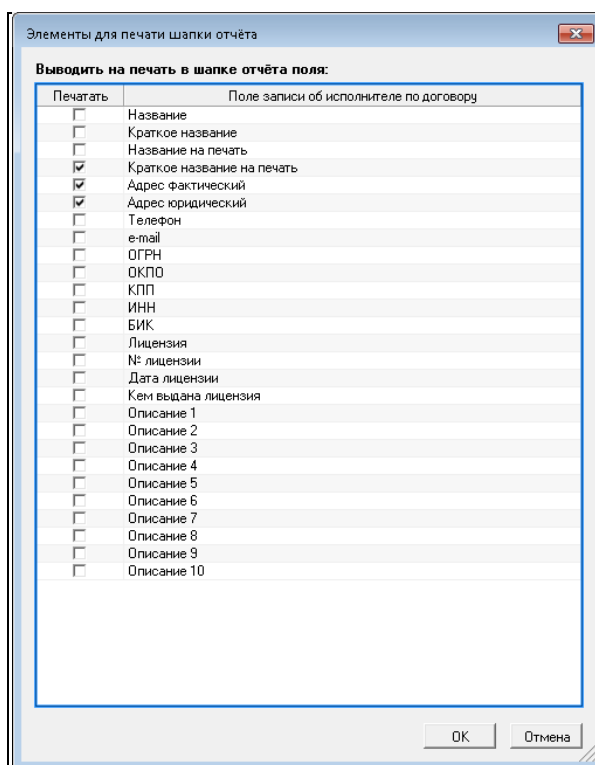 Элементы для печати шапки отчёта
Выводить на печать в шапке отчёта поля:
Печатать Поле записи об исполнителе по договору
Название
Краткое название
Название на печать
Краткое название на печать
Адрес фактический
Адрес юридический
Телефон
e-mail
ОГРН
ОКПО
КПП
ИНН
БИК
Лицензия
№ лицензии
Дата лицензии
Кем выдана лицензия
Описание 1
Описание 2
Описание 3
Описание 4
Описание 5
Описание 6
Описание 7
Описание 8
Описание 9
Описание 10
ОК Отмена